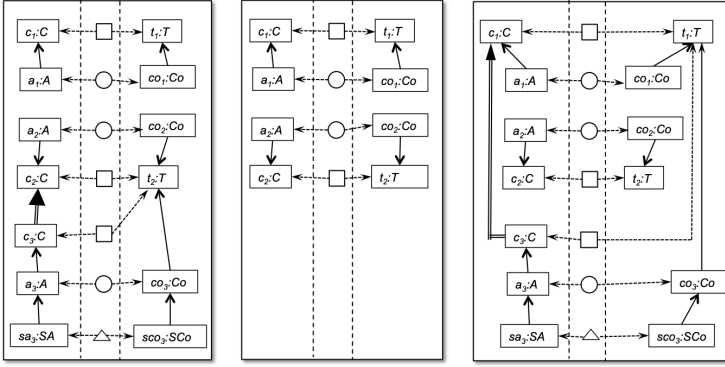 c₁:C t₁:T
a₁:A co₁:Co
a₂:A co₂:Co
c₂:C t₂:T
c₃:C
a₃:A co₃:Co
sa₃:SA sco₃:SCo
c₁:C t₁:T
a₁:A co₁:Co
a₂:A co₂:Co
c₂:C t₂:T
c₁:C t₁:T
a₁:A co₁:Co
a₂:A co₂:Co
c₂:C t₂:T
c₃:C
a₃:A co₃:Co
sa₃:SA sco₃:SCo